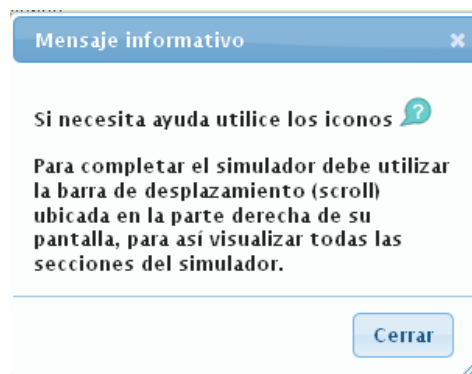 Mensaje informativo
Si necesita ayuda utilice los iconos ?
Para completar el simulador debe utilizar
la barra de desplazamiento (scroll)
ubicada en la parte derecha de su
pantalla, para así visualizar todas las
secciones del simulador.
Cerrar